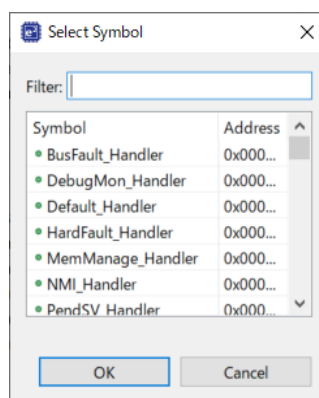 Select Symbol
Filter:
Symbol Address
BusFault_Handler 0x000...
DebugMon_Handler 0x000...
Default_Handler 0x000...
HardFault_Handler 0x000...
MemManage_Handler 0x000...
NMI_Handler 0x000...
PendSV_Handler 0x000...
OK Cancel